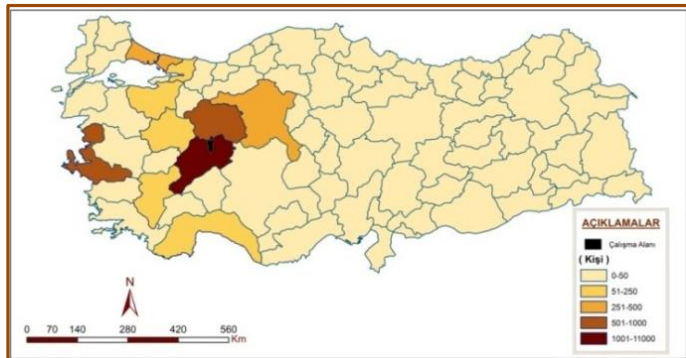 AÇIKLAMALAR
Çalışma Alanı
( Kişi )
0-50
51-250
251-500
501-1000
1001-11000
N
0 70 140 280 420 560
Km